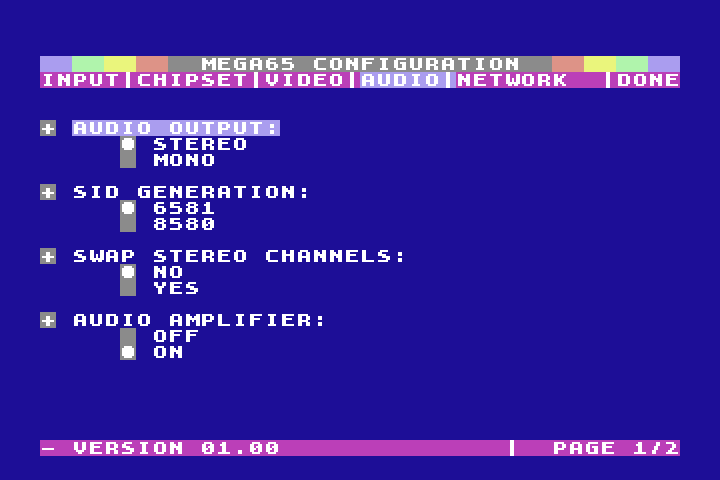 MEGA65 CONFIGURATION
INPUT|CHIPSET|VIDEO|AUDIO|NETWORK |DONE
+ AUDIO OUTPUT:
STEREO
MONO
+ SID GENERATION:
6581
8580
+ SWAP STEREO CHANNELS:
NO
YES
+ AUDIO AMPLIFIER:
OFF
ON
- VERSION 01.00 | PAGE 1/2